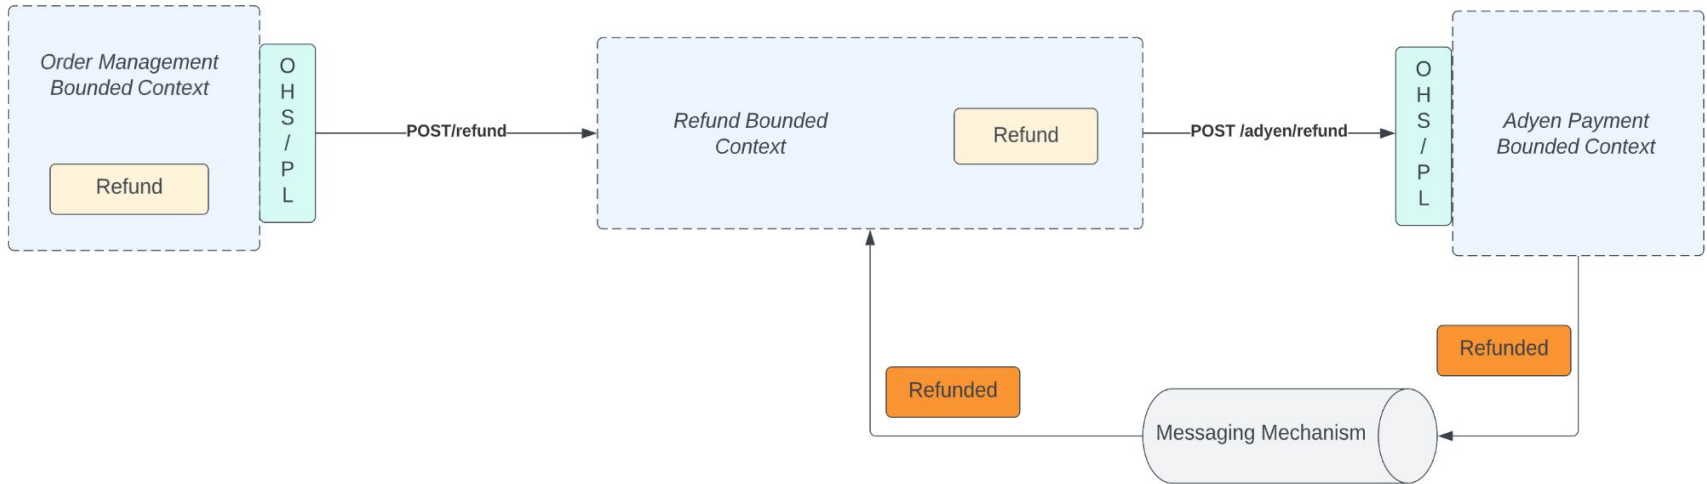 Order Management
Bounded Context
Refund
O
H
S
/
P
L
POST/refund
Refund Bounded
Context
Refund
POST /adyen/refund
O
H
S
/
P
L
Adyen Payment
Bounded Context
Refunded
Refunded
Messaging Mechanism